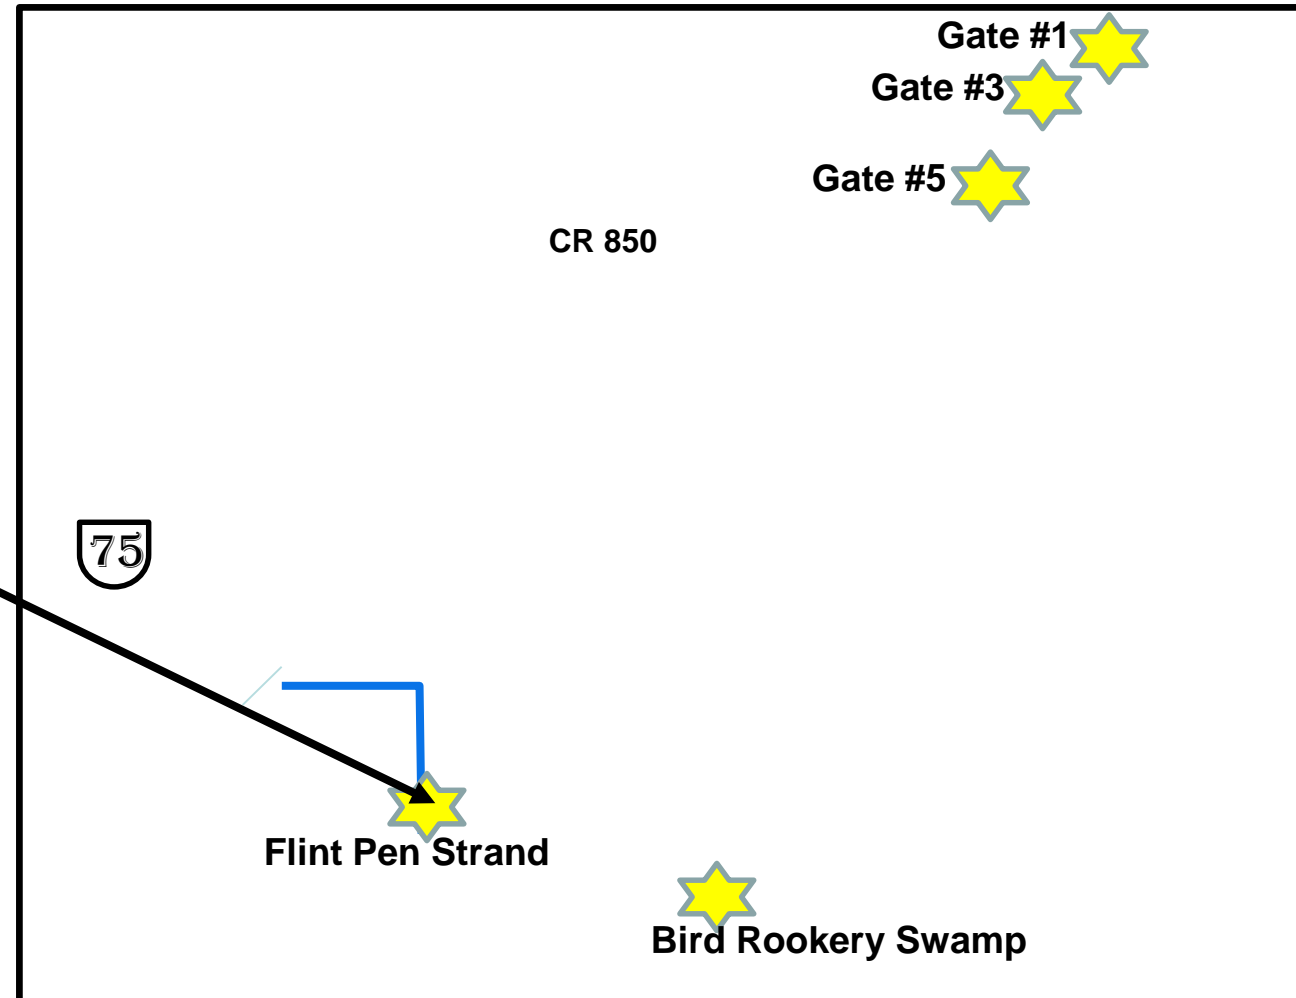 Gate #1
Gate #3
Gate #5
CR 850
75
Flint Pen Strand
Bird Rookery Swamp